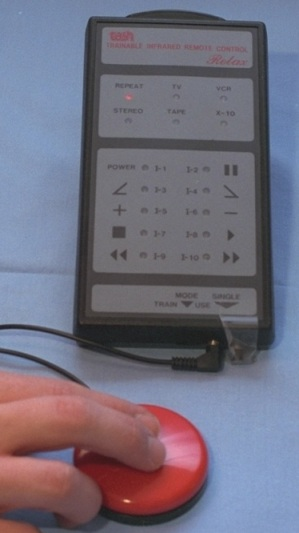 tash
TRAINABLE INFRARED REMOTE CONTROL
Relax
REPEAT TV VCR
STEREO TAPE X-10
POWER 3-1 3-2
3-3 3-4
+ 3-5 3-6 −
3-7 3-8
3-9 3-10
MODE SINGLE
TRAIN USE